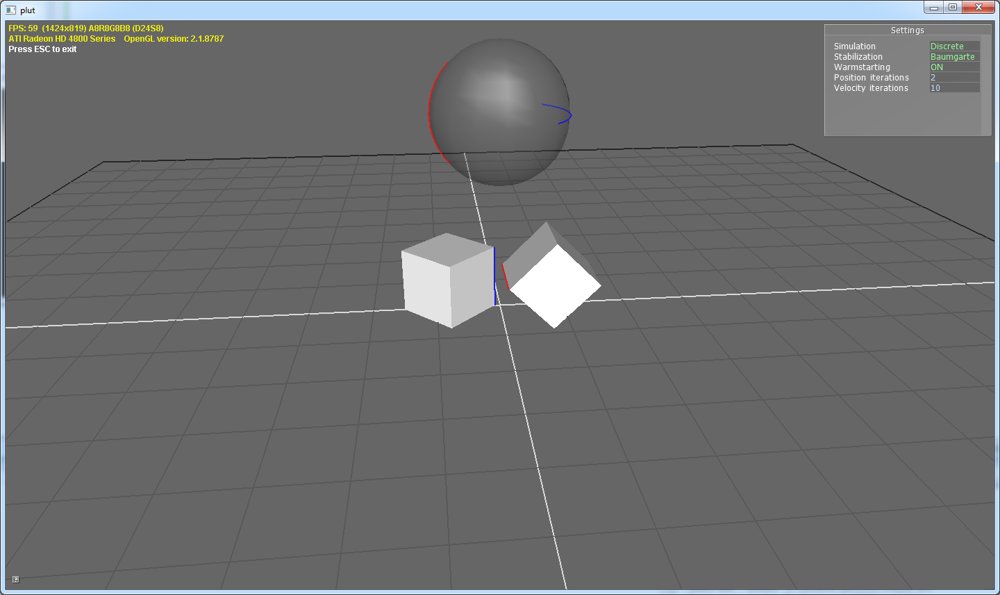 plut
FPS: 59 (1424x819) A8R8G8B8 (D24S8)
ATI Radeon HD 4800 Series OpenGL version: 2.1.8787
Press ESC to exit
Settings
Simulation Discrete
Stabilization Baumgarte
Warmstarting ON
Position iterations 2
Velocity iterations 10
?